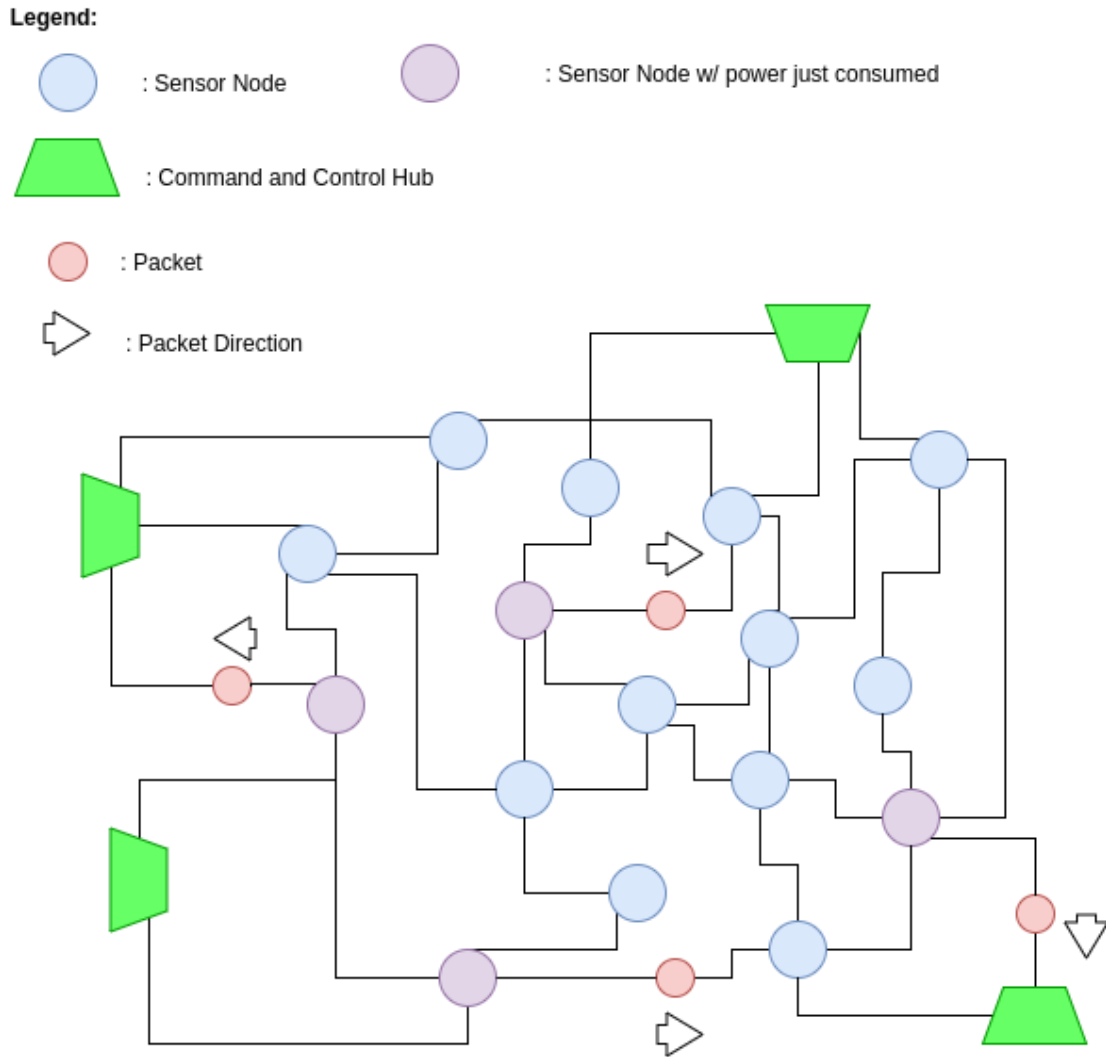 Legend:
: Sensor Node
: Sensor Node w/ power just consumed
: Command and Control Hub
: Packet
: Packet Direction